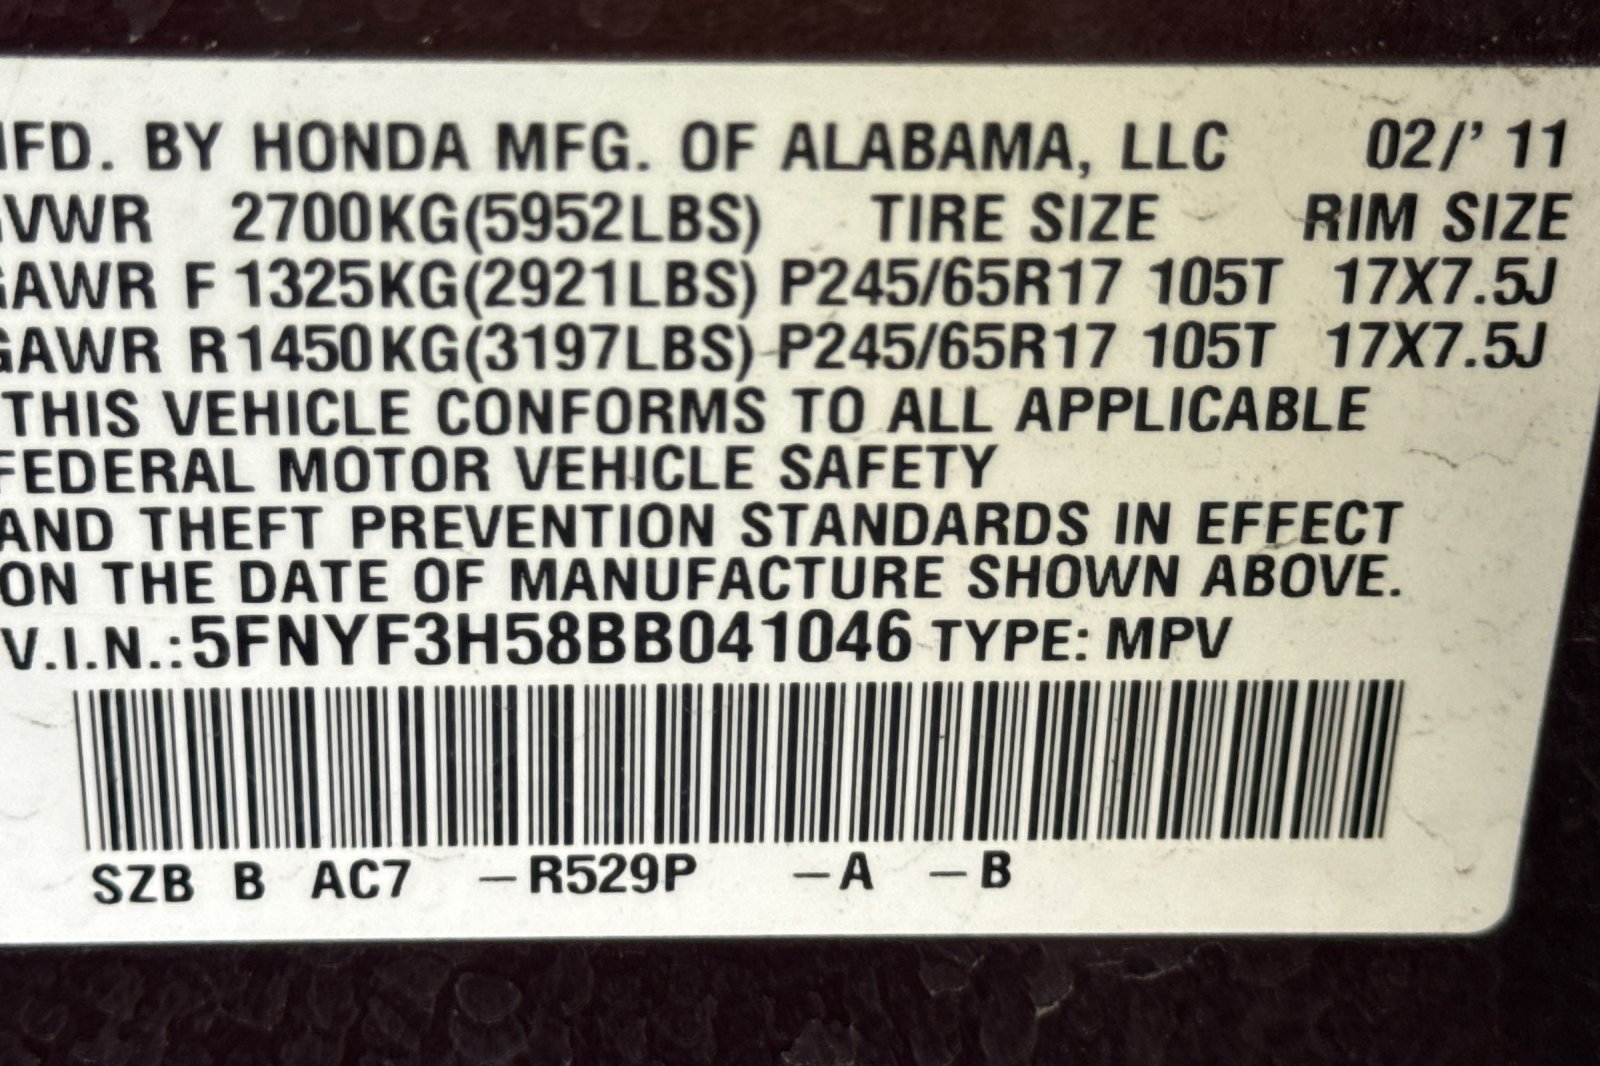 MFD. BY HONDA MFG. OF ALABAMA, LLC 02/'11
GVWR 2700KG(5952LBS) TIRE SIZE RIM SIZE
GAWR F 1325KG(2921LBS) P245/65R17 105T 17X7.5J
GAWR R 1450KG(3197LBS) P245/65R17 105T 17X7.5J
THIS VEHICLE CONFORMS TO ALL APPLICABLE
FEDERAL MOTOR VEHICLE SAFETY
AND THEFT PREVENTION STANDARDS IN EFFECT
ON THE DATE OF MANUFACTURE SHOWN ABOVE.
V.I.N.: 5FNYF3H58BB041046 TYPE: MPV
SZB B AC7 –R529P –A –B